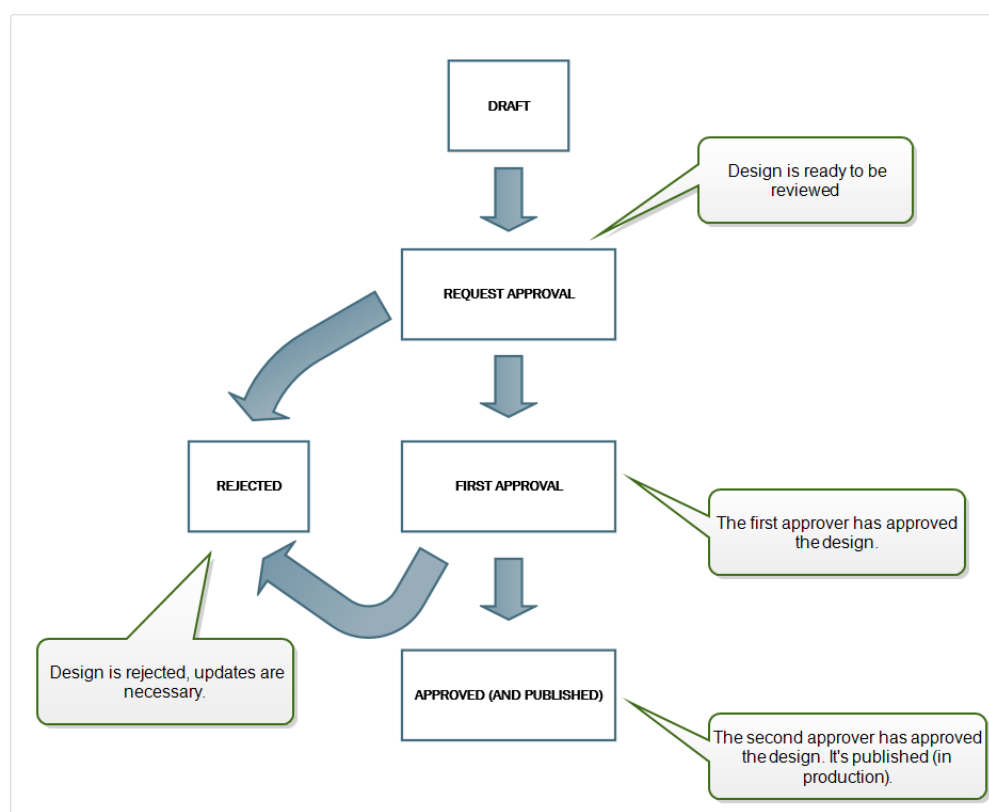 DRAFT
Design is ready to be
reviewed
REQUEST APPROVAL
REJECTED
FIRST APPROVAL
The first approver has approved
the design.
Design is rejected, updates are
necessary.
APPROVED (AND PUBLISHED)
The second approver has approved
the design. It's published (in
production).